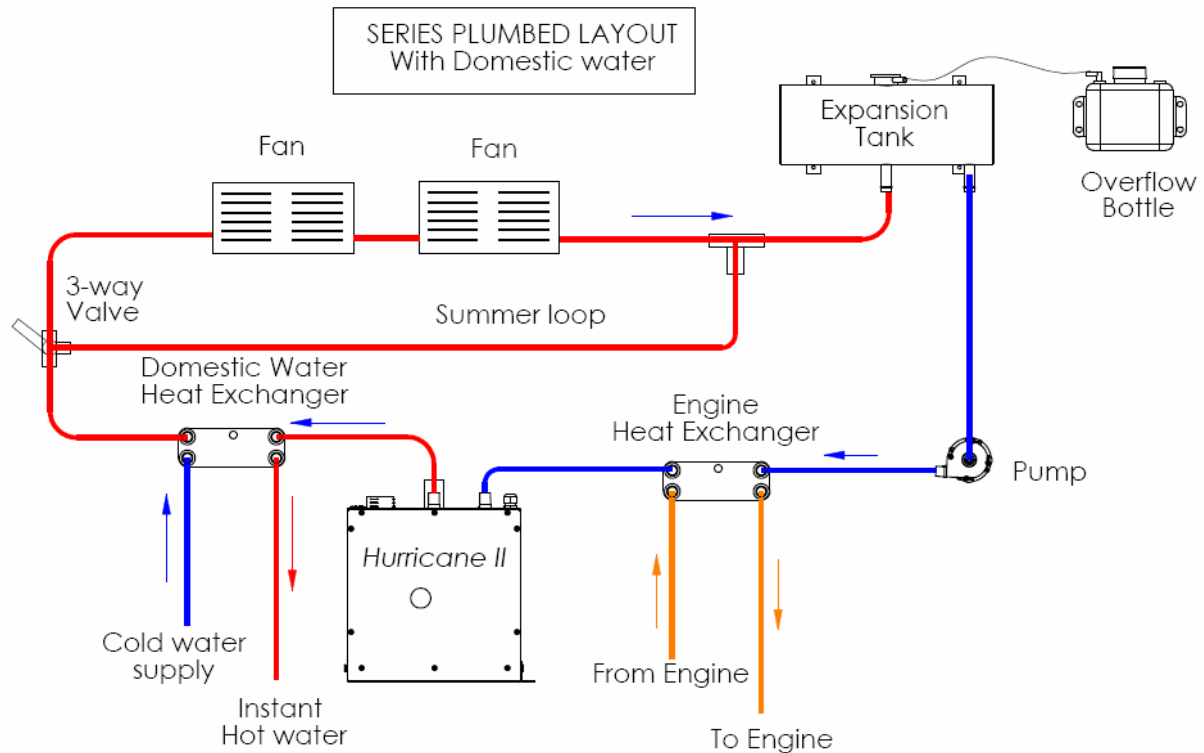 SERIES PLUMBED LAYOUT
With Domestic water
Expansion
Tank
Overflow
Bottle
Fan
Fan
3-way
Valve
Summer loop
Domestic Water
Heat Exchanger
Engine
Heat Exchanger
Pump
Hurricane II
Cold water
supply
Instant
Hot water
From Engine
To Engine